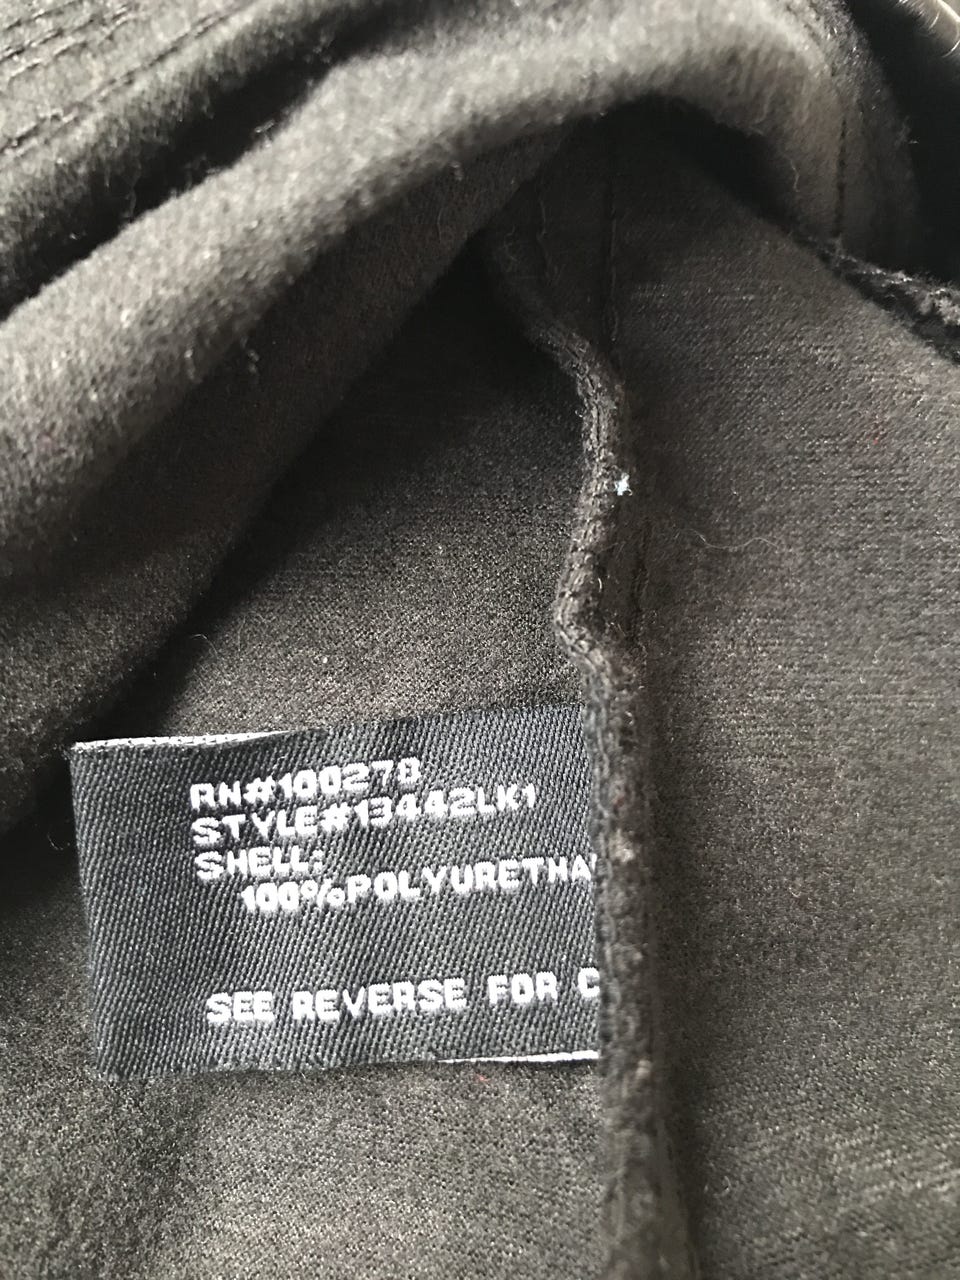 RN#100278
STYLE#13442LK1
SHELL:
100%POLYURETHA
SEE REVERSE FOR C